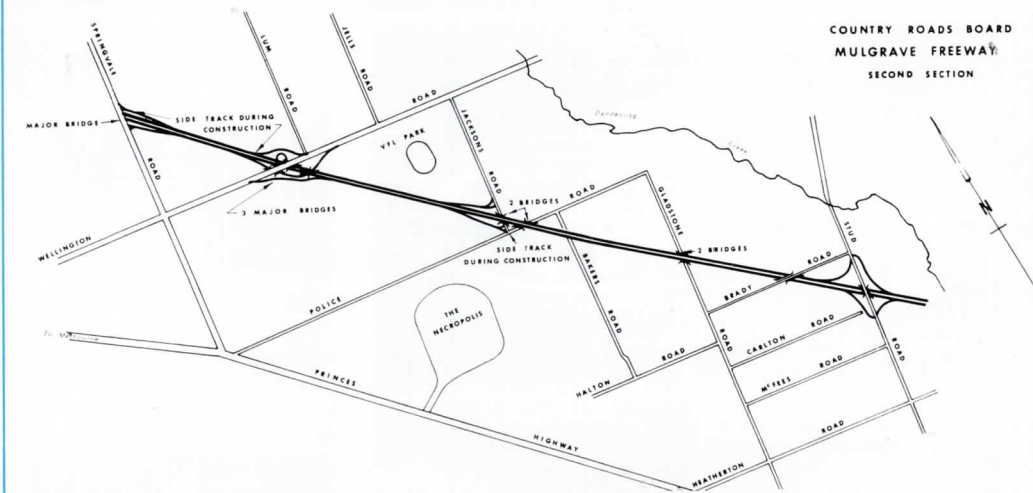 COUNTRY ROADS BOARD
MULGRAVE FREEWAY
SECOND SECTION
SPRINGVALE
ROAD
LUM
ROAD
JELLS
ROAD
ROAD
MAJOR BRIDGE
SIDE TRACK DURING
CONSTRUCTION
VFL PARK
JACKSONS
ROAD
Dandenong
Creek
3 MAJOR BRIDGES
WELLINGTON
2 BRIDGES
ROAD
SIDE TRACK
DURING CONSTRUCTION
GLADSTONE
2 BRIDGES
STUD
N
POLICE
BAKERS
ROAD
BRADY
ROAD
THE
NECROPOLIS
To
PRINCES
HIGHWAY
HALTON
ROAD
ROAD
CARLTON
ROAD
McFEES
ROAD
ROAD
HEATHERTON
ROAD